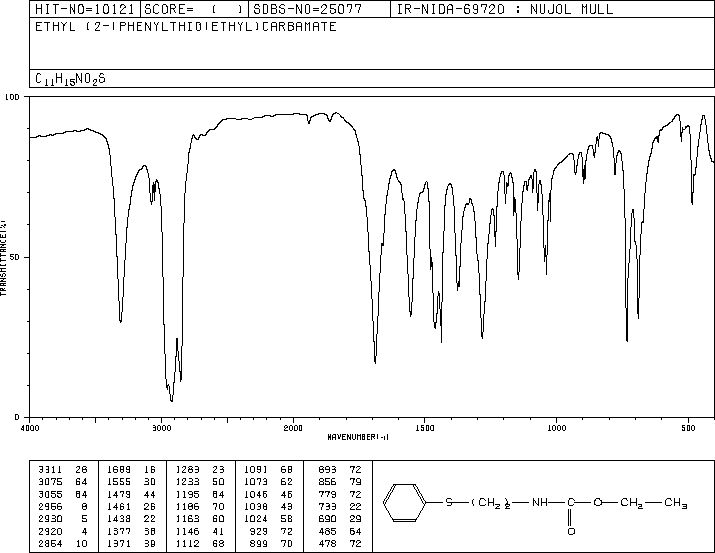 HIT-NO=10121 SCORE= ( ) SDBS-NO=25077 IR-NIDA-69720 : NUJOL MULL
ETHYL (2-(PHENYLTHIO)ETHYL)CARBAMATE
C11H15NO2S
100
50
0
TRANSMITTANCE(%)
4000 3000 2000 1500 1000 500
WAVENUMBER(-1)
3311 28 1689 16 1283 23 1091 68 893 72
3075 64 1555 30 1233 50 1073 62 856 79
3055 64 1479 44 1195 64 1046 46 779 72
2956 8 1461 26 1186 70 1038 43 733 22
2930 5 1438 22 1163 60 1024 58 690 29
2920 4 1377 38 1146 41 929 72 485 64
2854 10 1371 38 1112 68 899 70 478 72
S (CH2)2 NH C O CH2 CH3
O